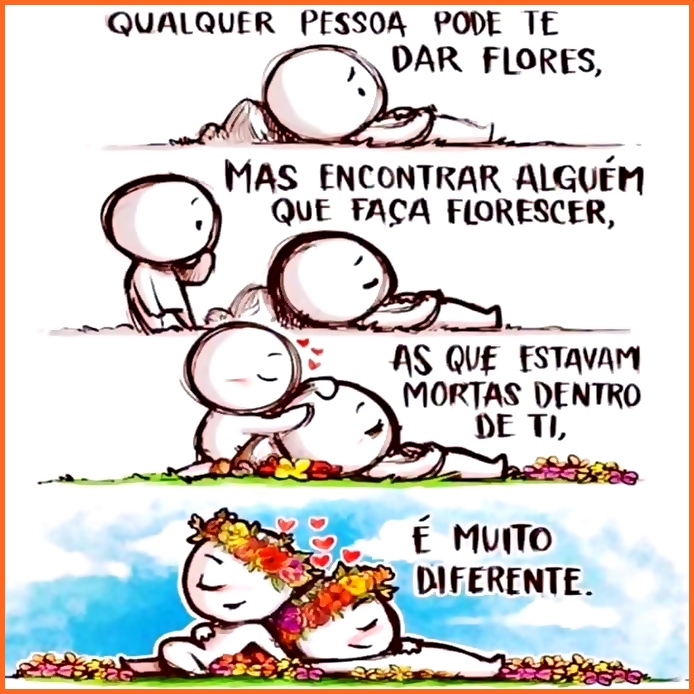 QUALQUER PESSOA PODE TE
DAR FLORES,
MAS ENCONTRAR ALGUÉM
QUE FAÇA FLORESCER,
AS QUE ESTAVAM
MORTAS DENTRO
DE TI,
É MUITO
DIFERENTE.